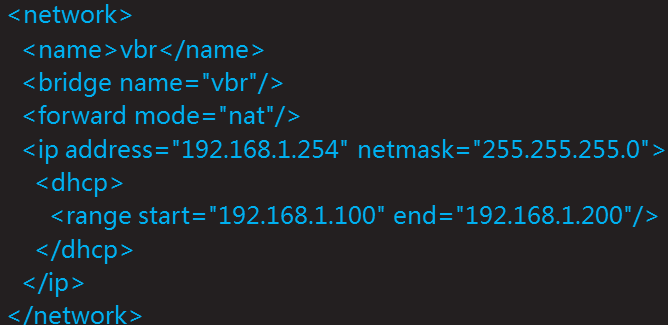 <network>
  <name>vbr</name>
  <bridge name="vbr"/>
  <forward mode="nat"/>
  <ip address="192.168.1.254" netmask="255.255.255.0">
    <dhcp>
      <range start="192.168.1.100" end="192.168.1.200"/>
    </dhcp>
  </ip>
</network>